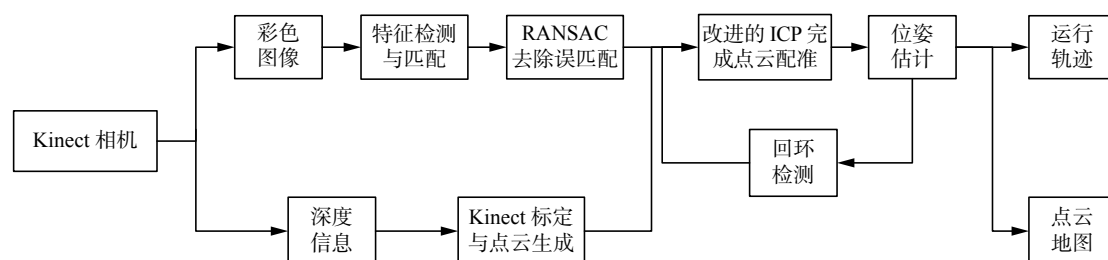 彩色
图像
特征检测
与匹配
RANSAC
去除误匹配
改进的 ICP 完
成点云配准
位姿
估计
运行
轨迹
Kinect 相机
回环
检测
深度
信息
Kinect 标定
与点云生成
点云
地图